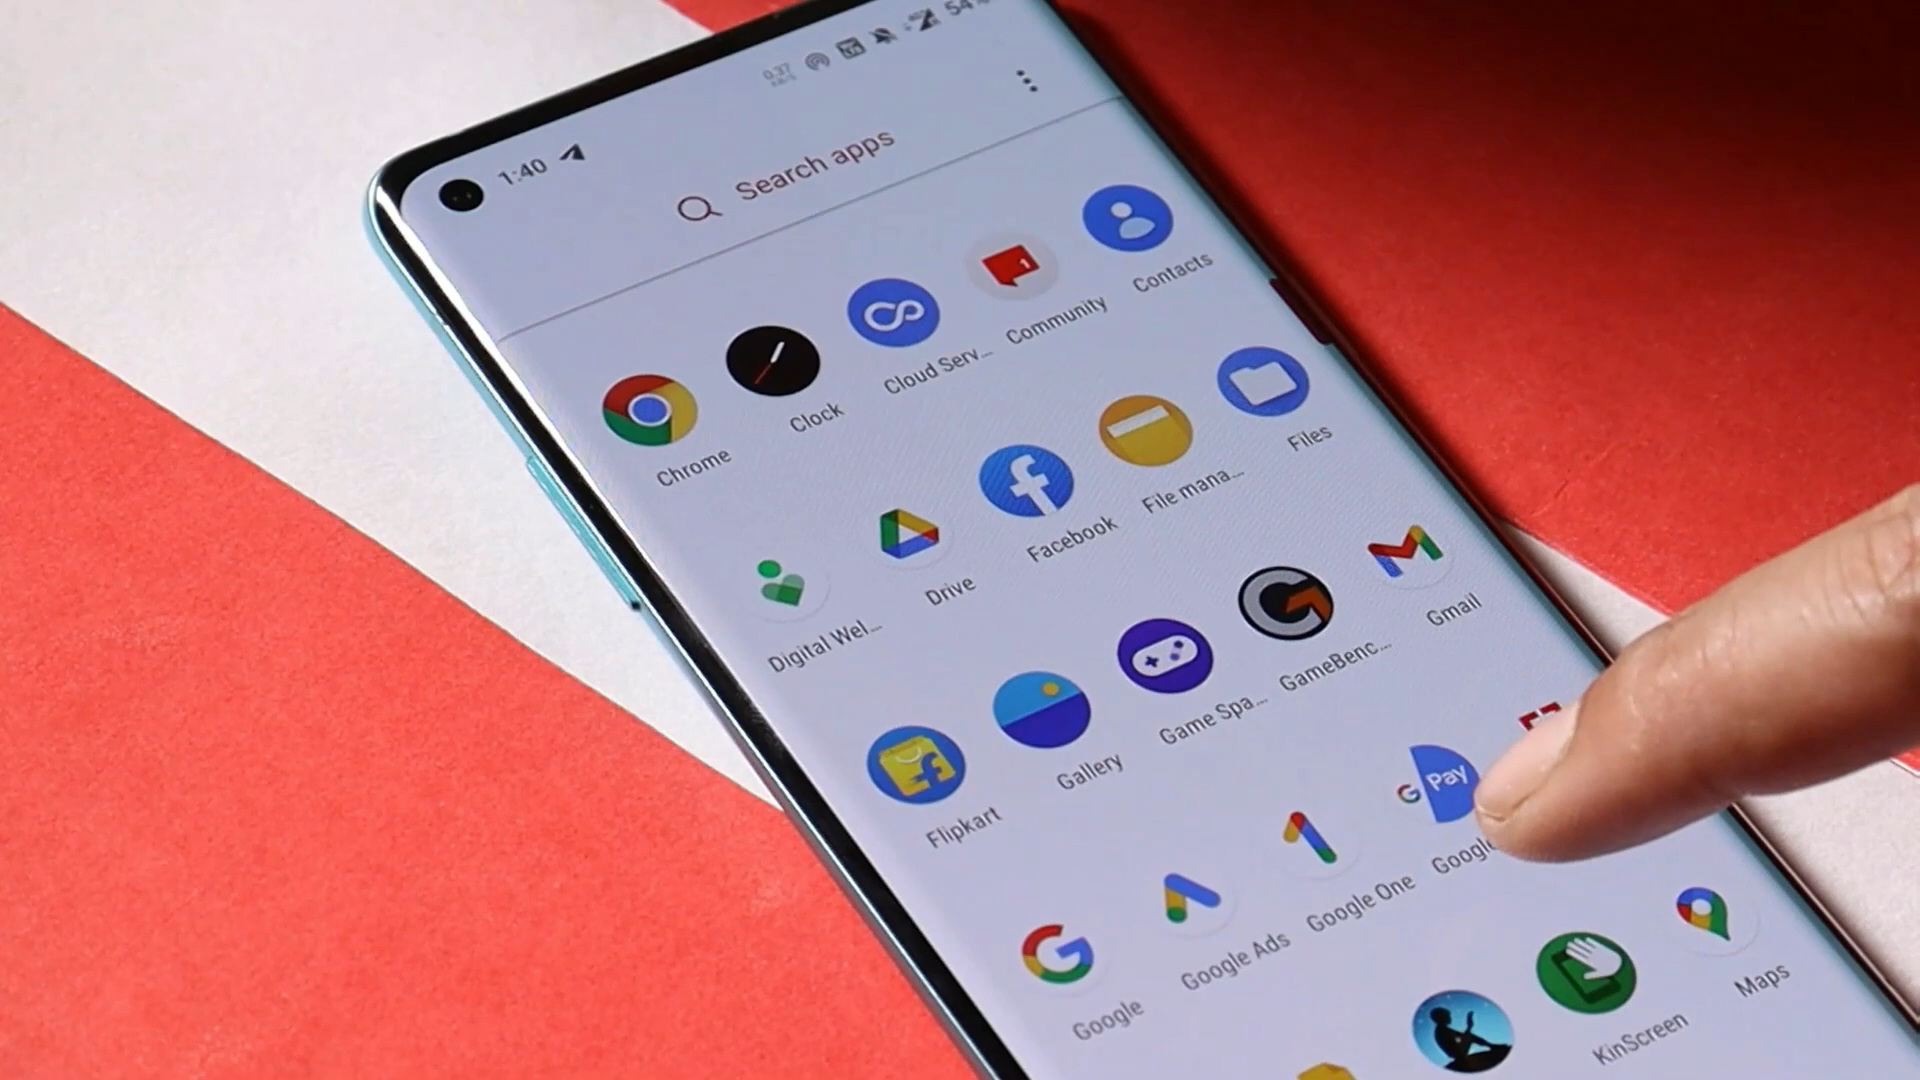 1:40
0.37
54%
Search apps
Chrome
Clock
Cloud Serv...
Community
Contacts
Digital Wel...
Drive
Facebook
File mana...
Files
Flipkart
Gallery
Game Spa...
GameBenc...
Gmail
G Pay
Google
Google Ads
Google One
Google
KinScreen
Maps